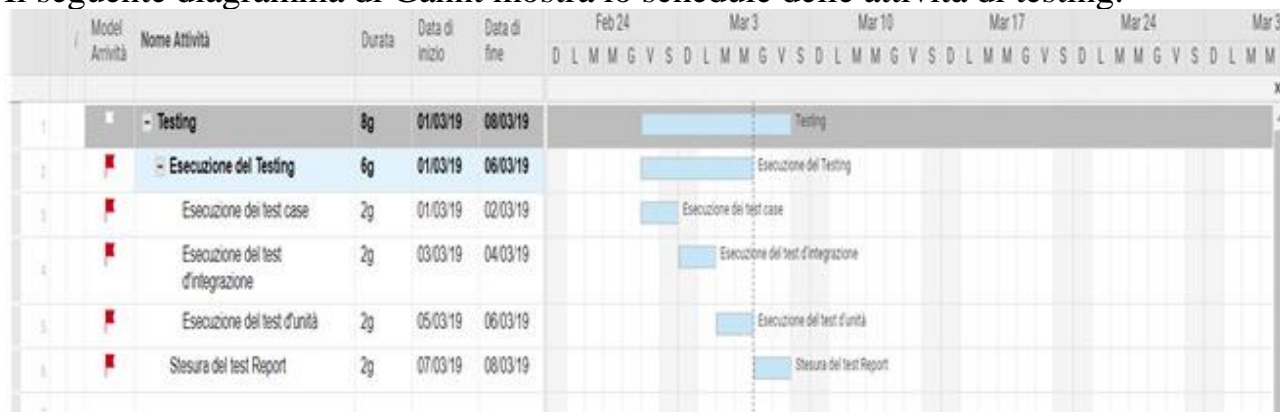 Il seguente diagramma di Gannt mostra lo schedule delle attività di testing:
Feb 24 Mar 3 Mar 10 Mar 17 Mar 24 Mar 3
Model Arrività Nome Attività Durata Data di inizio Data di fine
D L M M G V S D L M M G V S D L M M G V S D L M M G V S D L M M G V S D L M M
1 - Testing 8g 01/03/19 08/03/19 Testing
2 - Esecuzione del Testing 6g 01/03/19 06/03/19 Esecuzione del Testing
3 Esecuzione dei test case 2g 01/03/19 02/03/19 Esecuzione dei test case
4 Esecuzione del test d'integrazione 2g 03/03/19 04/03/19 Esecuzione del test d'integrazione
5 Esecuzione del test d'unità 2g 05/03/19 06/03/19 Esecuzione del test d'unità
6 Stesura del test Report 2g 07/03/19 08/03/19 Stesura del test Report